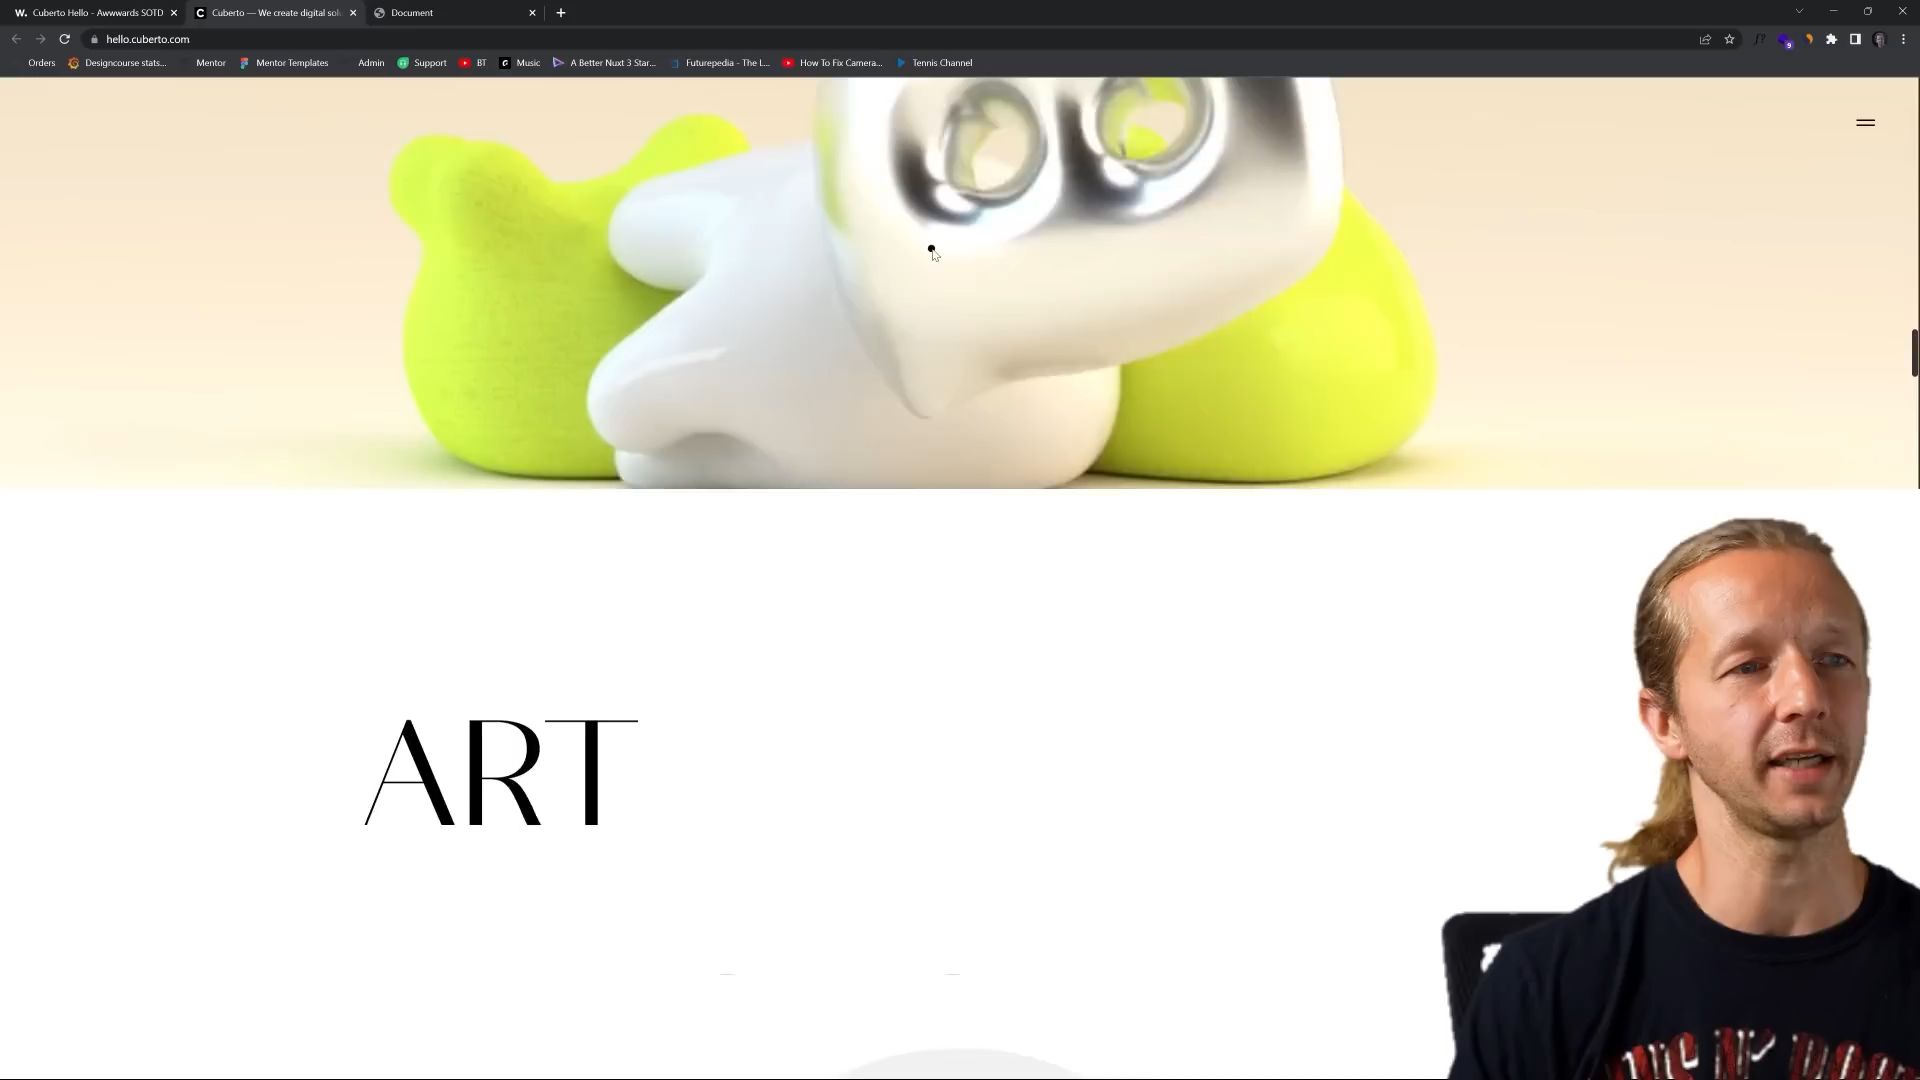 W. Cuberto Hello - Awwwards SOTD
C Cuberto — We create digital sol
Document
hello.cuberto.com
Orders
Designcourse stats...
Mentor
Mentor Templates
Admin
Support
BT
Music
A Better Nuxt 3 Star...
Futurepedia - The L...
How To Fix Camera...
Tennis Channel
ART